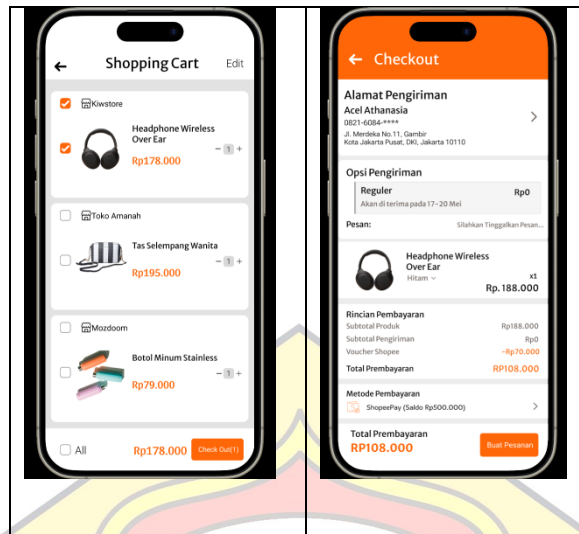 Shopping Cart Edit
Kiwstore
Headphone Wireless
Over Ear
Rp178.000
- 1 +
Toko Amanah
Tas Selempang Wanita
Rp195.000
- 1 +
Mozdoom
Botol Minum Stainless
Rp79.000
- 1 +
All Rp178.000 Check Out(1)
Checkout
Alamat Pengiriman
Acel Athanasia
0821-6084-****
Jl. Merdeka No.11, Gambir
Kota Jakarta Pusat, DKI, Jakarta 10110
Opsi Pengiriman
Reguler Rp0
Akan di terima pada 17-20 Mei
Pesan: Silahkan Tinggalkan Pesan...
Headphone Wireless
Over Ear
Hitam x1
Rp.188.000
Rincian Pembayaran
Subtotal Produk Rp188.000
Subtotal Pengiriman Rp0
Voucher Shopee -Rp70.000
Total Prembayaran RP108.000
Metode Pembayaran
ShopeePay (Saldo Rp500.000)
Total Prembayaran
RP108.000 Buat Pesanan